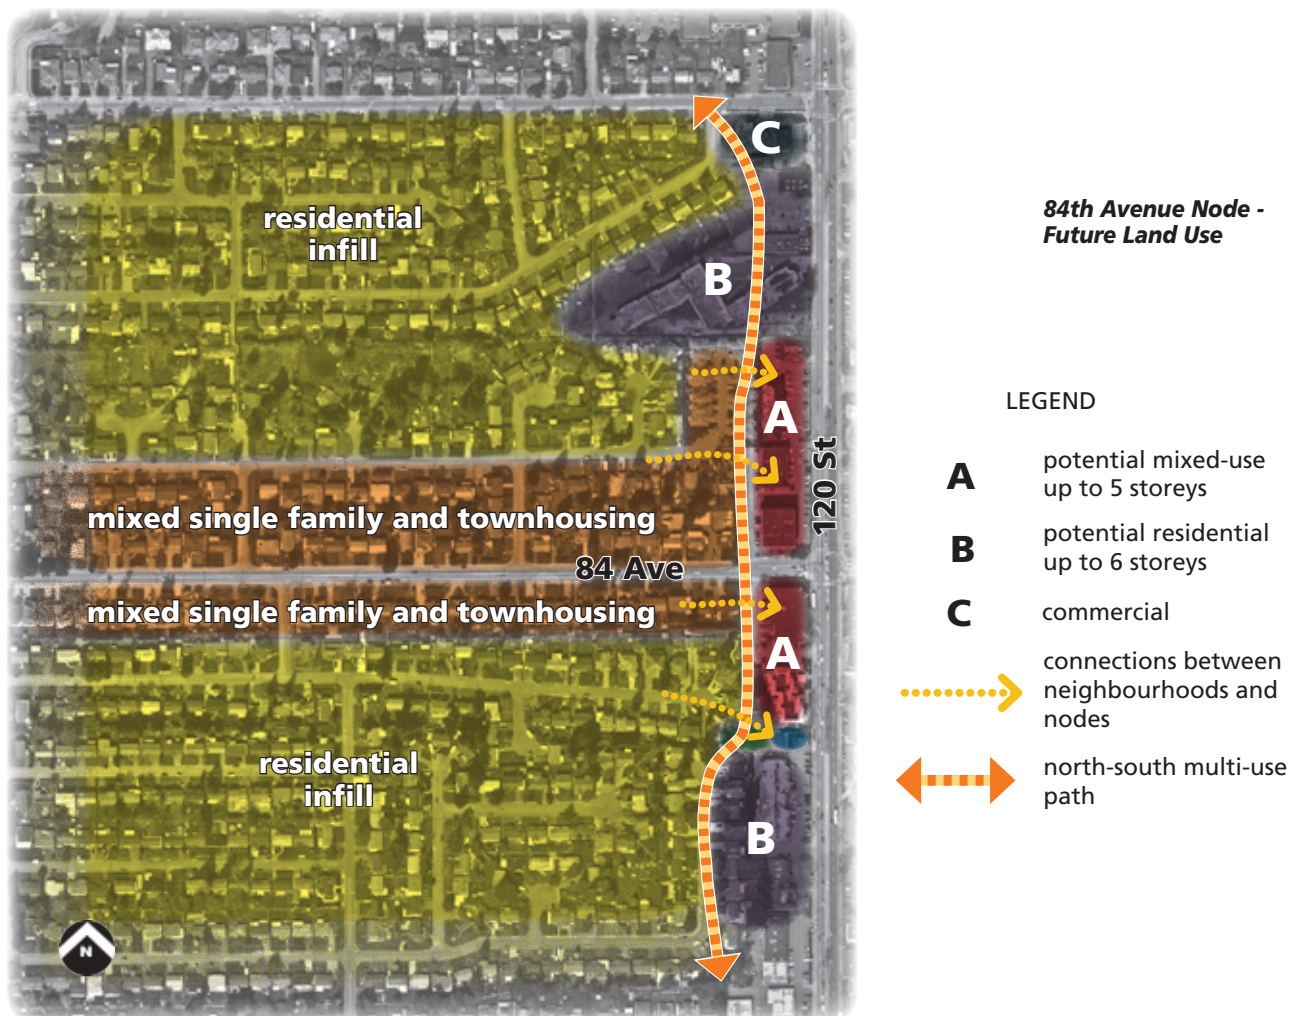 C
residential
infill
B
A
120 St
mixed single family and townhousing
84 Ave
mixed single family and townhousing
A
residential
infill
B
N
84th Avenue Node -
Future Land Use
LEGEND
A
potential mixed-use
up to 5 storeys
B
potential residential
up to 6 storeys
C
commercial
connections between
neighbourhoods and
nodes
north-south multi-use
path